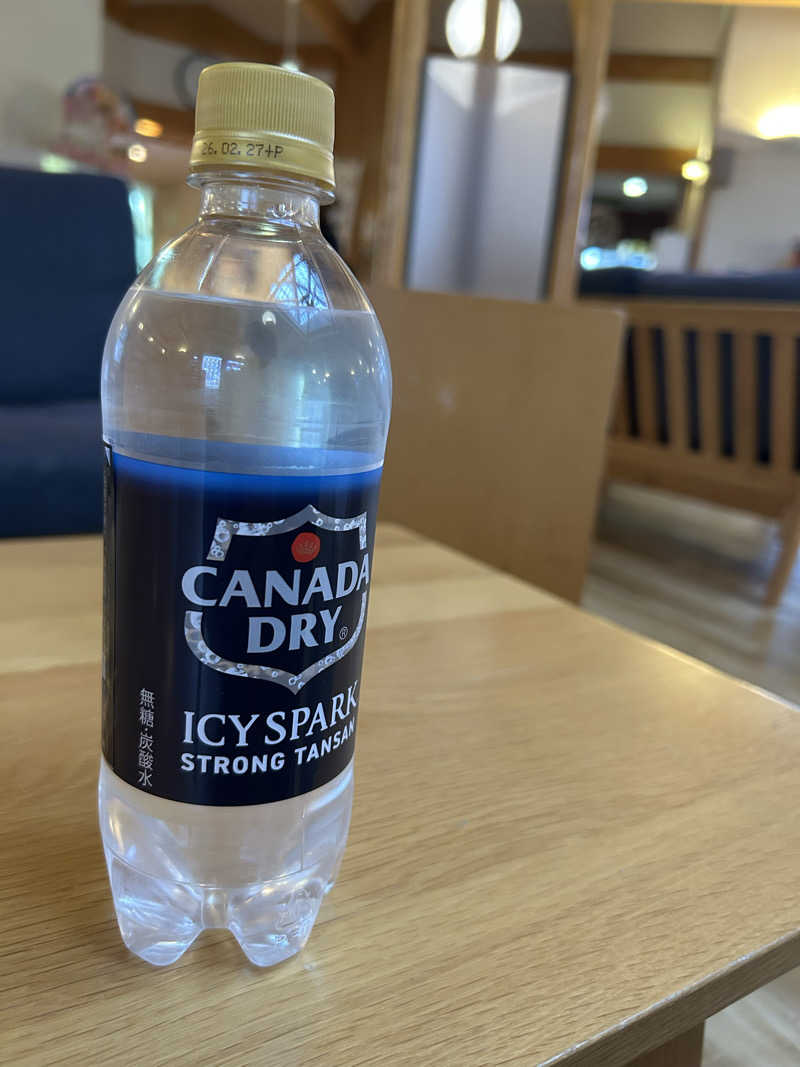 26.02.27+P
CANADA
DRY®
ICY SPARK
STRONG TANSAN
無糖・炭酸水